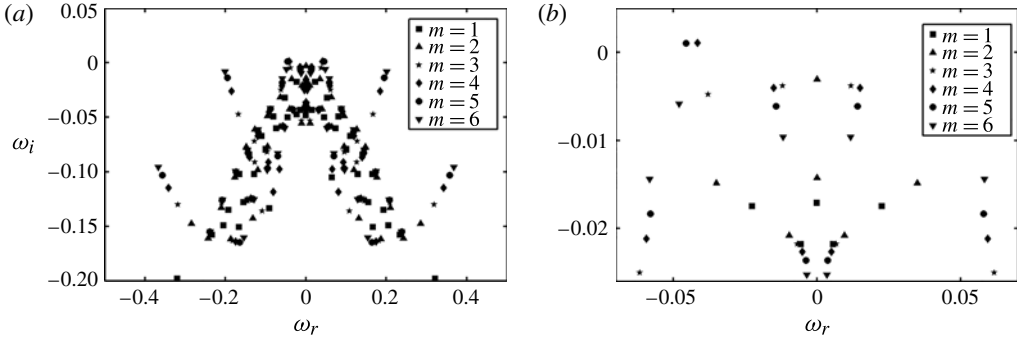 (a)
0.05
0
−0.05
−0.10
−0.15
−0.20
ω_i
−0.4
−0.2
0
0.2
0.4
ω_r
m = 1
m = 2
m = 3
m = 4
m = 5
m = 6
(b)
0
−0.01
−0.02
−0.05
0
0.05
ω_r
m = 1
m = 2
m = 3
m = 4
m = 5
m = 6